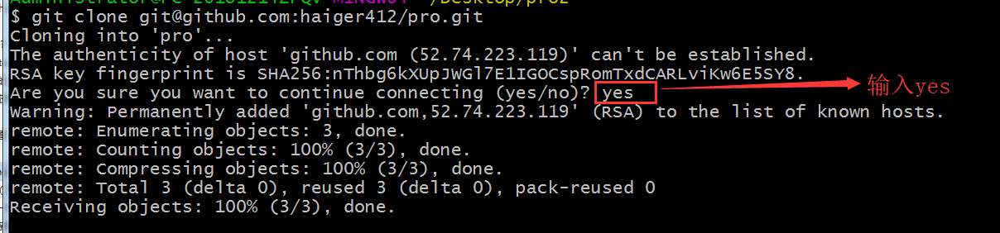 $ git clone git@github.com:haiger412/pro.git
Cloning into 'pro'...
The authenticity of host 'github.com (52.74.223.119)' can't be established.
RSA key fingerprint is SHA256:nThbg6kXUpJWGl7E1IGOCspRomTxdCARLviKw6E5SY8.
Are you sure you want to continue connecting (yes/no)? yes 输入yes
Warning: Permanently added 'github.com,52.74.223.119' (RSA) to the list of known hosts.
remote: Enumerating objects: 3, done.
remote: Counting objects: 100% (3/3), done.
remote: Compressing objects: 100% (3/3), done.
remote: Total 3 (delta 0), reused 3 (delta 0), pack-reused 0
Receiving objects: 100% (3/3), done.